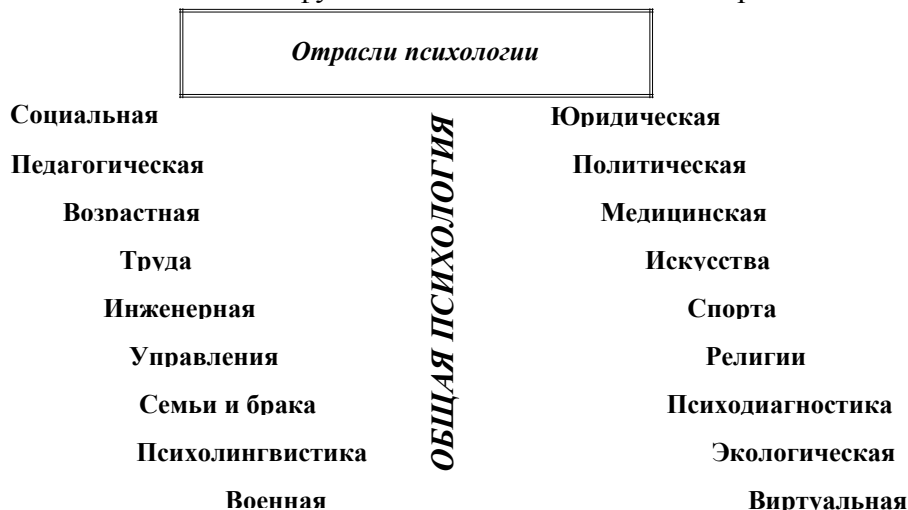 Отрасли психологии
Социальная
Педагогическая
Возрастная
Труда
Инженерная
Управления
Семьи и брака
Психолингвистика
Военная
ОБЩАЯ ПСИХОЛОГИЯ
Юридическая
Политическая
Медицинская
Искусства
Спорта
Религии
Психодиагностика
Экологическая
Виртуальная